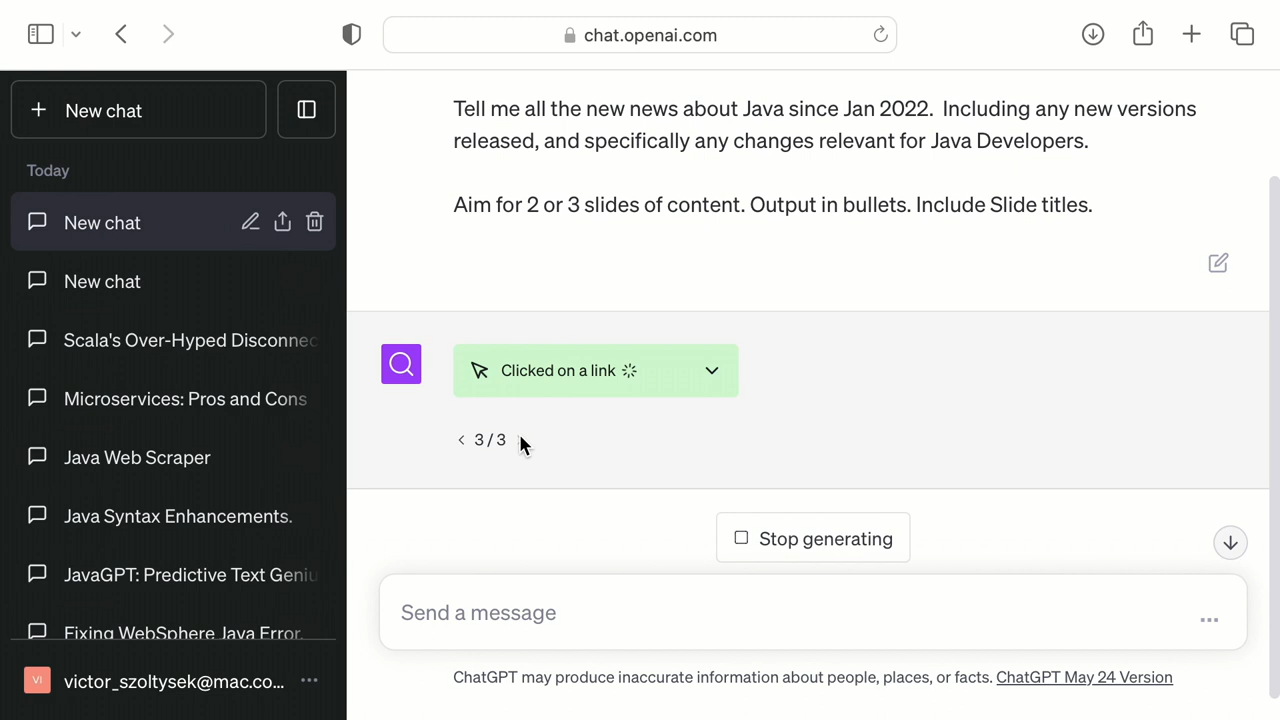 chat.openai.com
New chat
Today
New chat
New chat
Scala's Over-Hyped Disconnec
Microservices: Pros and Cons
Java Web Scraper
Java Syntax Enhancements.
JavaGPT: Predictive Text Geniu
Fixing WebSphere Java Error.
VI
victor_szoltysek@mac.co...
Tell me all the new news about Java since Jan 2022.  Including any new versions
released, and specifically any changes relevant for Java Developers.
Aim for 2 or 3 slides of content. Output in bullets. Include Slide titles.
Clicked on a link
3 / 3
Stop generating
Send a message
ChatGPT may produce inaccurate information about people, places, or facts. ChatGPT May 24 Version